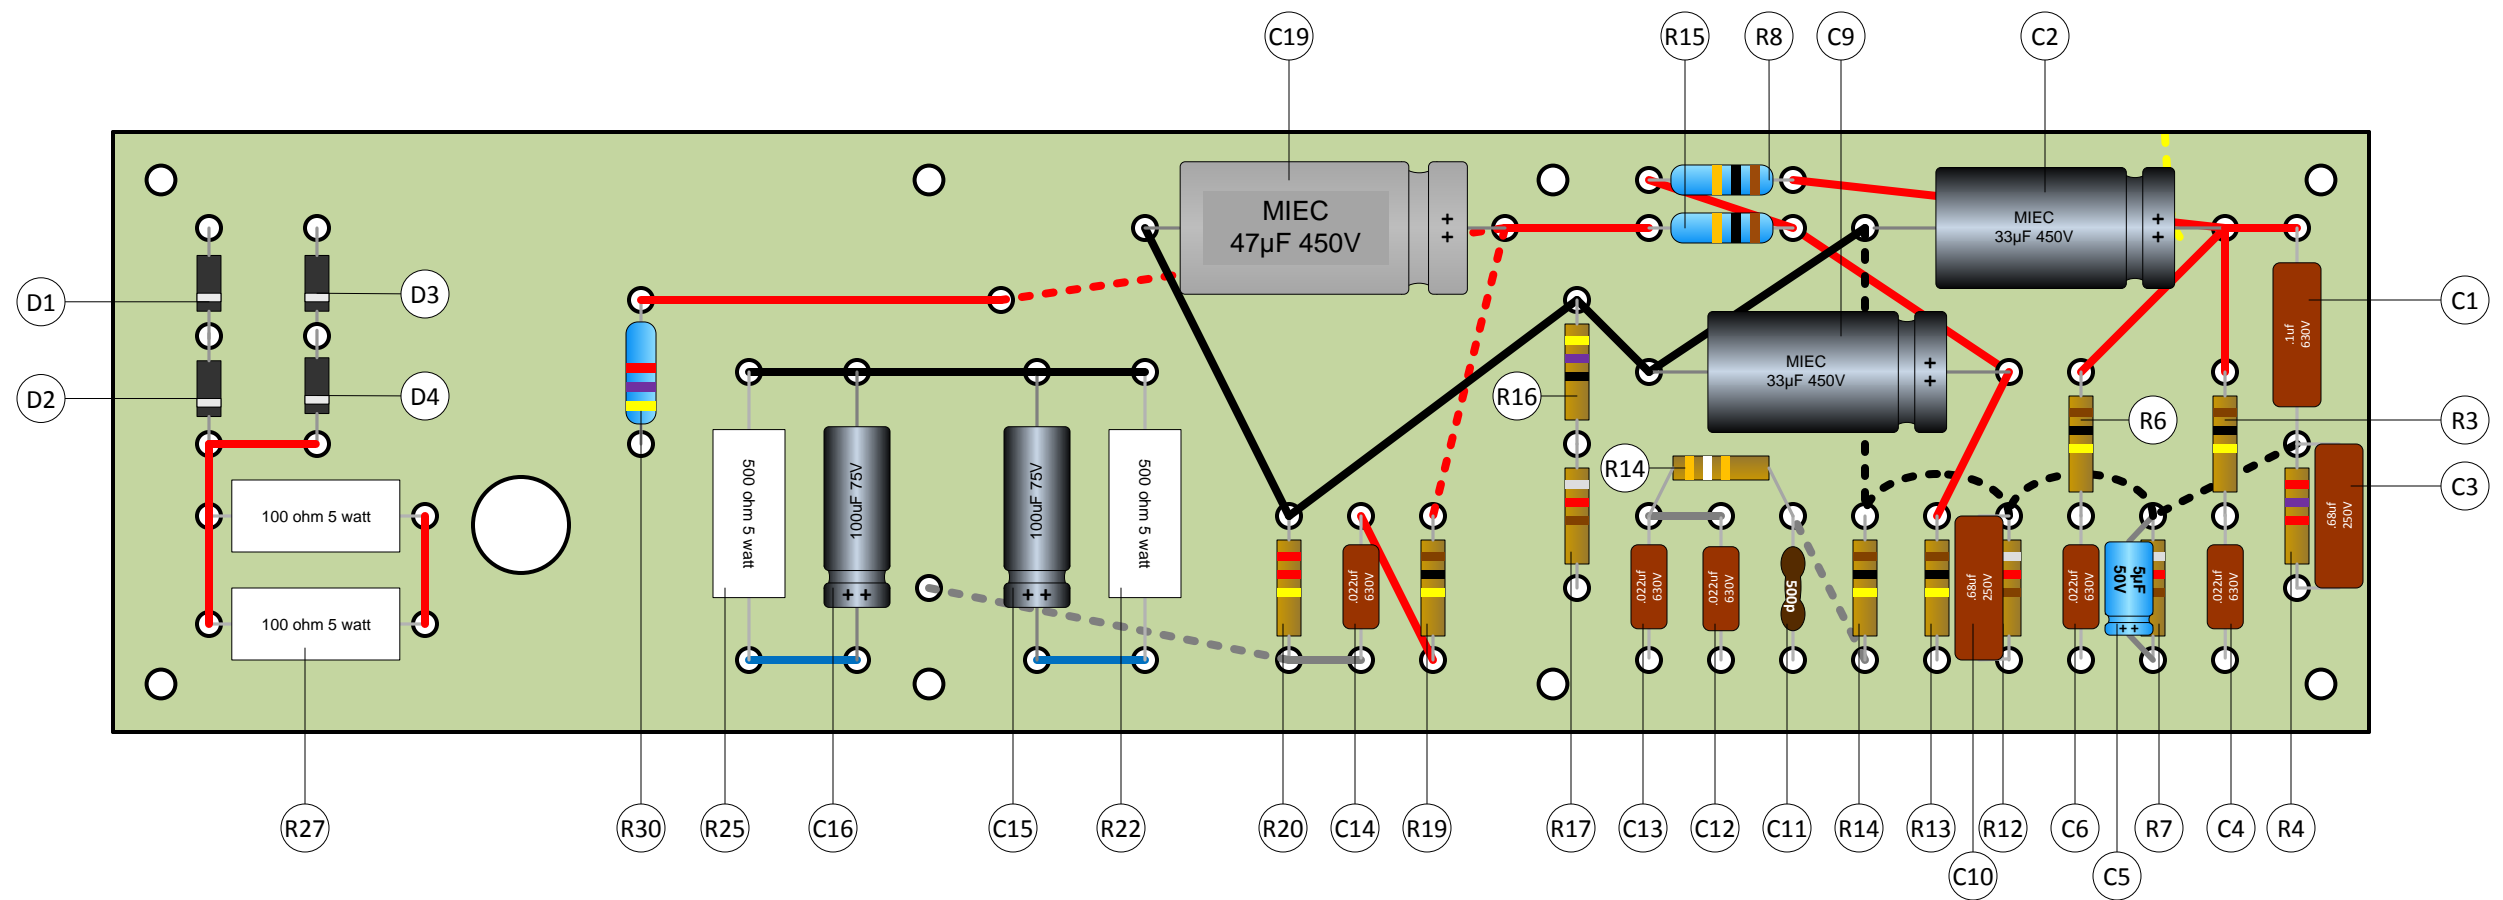 C19
R15
R8
C9
C2
MIEC
47µF 450V
++
MIEC
33µF 450V
++
D1
D3
D2
D4
MIEC
33µF 450V
++
.1uf
630V
C1
R16
R6
R3
R14
C3
100 ohm 5 watt
100 ohm 5 watt
500 ohm 5 watt
100uF 75V
++
100uF 75V
++
500 ohm 5 watt
.022uf
630V
.022uf
630V
.022uf
630V
500p
.68uf
250V
.022uf
630V
5µF
50V
++
.022uf
630V
.68uf
250V
R27
R30
R25
C16
C15
R22
R20
C14
R19
R17
C13
C12
C11
R14
R13
R12
C6
R7
C4
R4
C10
C5